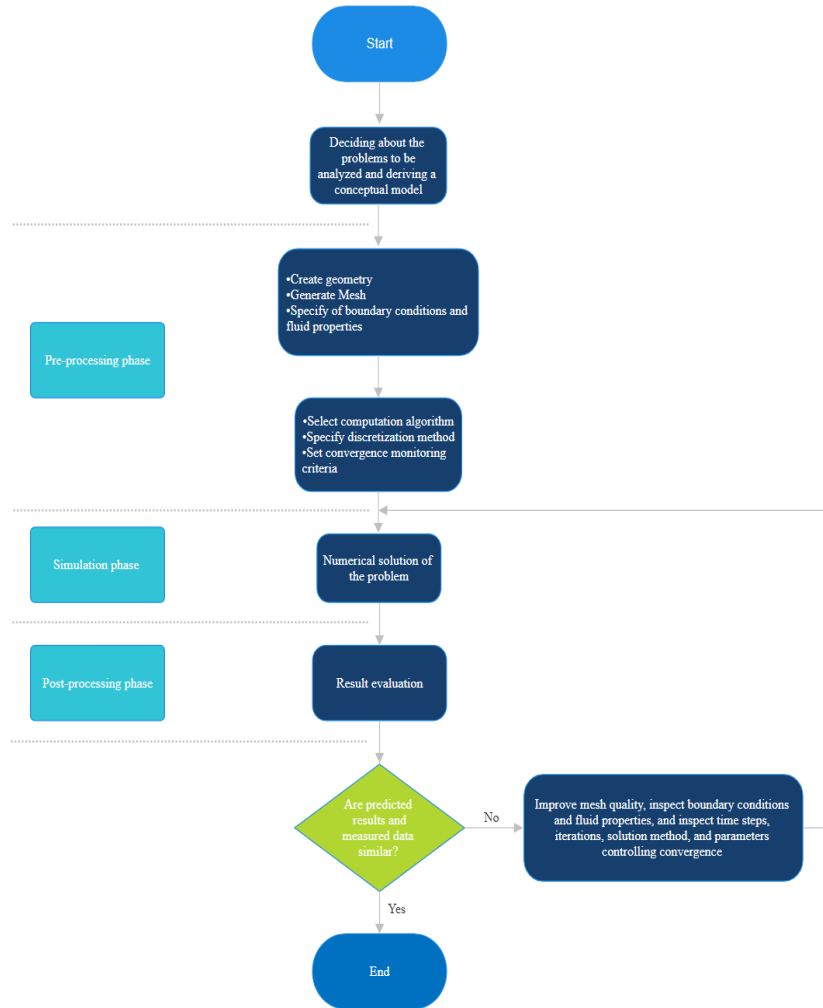 Start
Deciding about the
problems to be
analyzed and deriving a
conceptual model
•Create geometry
•Generate Mesh
•Specify of boundary conditions and
fluid properties
Pre-processing phase
•Select computation algorithm
•Specify discretization method
•Set convergence monitoring
criteria
Simulation phase
Numerical solution of
the problem
Post-processing phase
Result evaluation
Are predicted
results and
measured data
similar?
No
Improve mesh quality, inspect boundary conditions
and fluid properties, and inspect time steps,
iterations, solution method, and parameters
controlling convergence
Yes
End